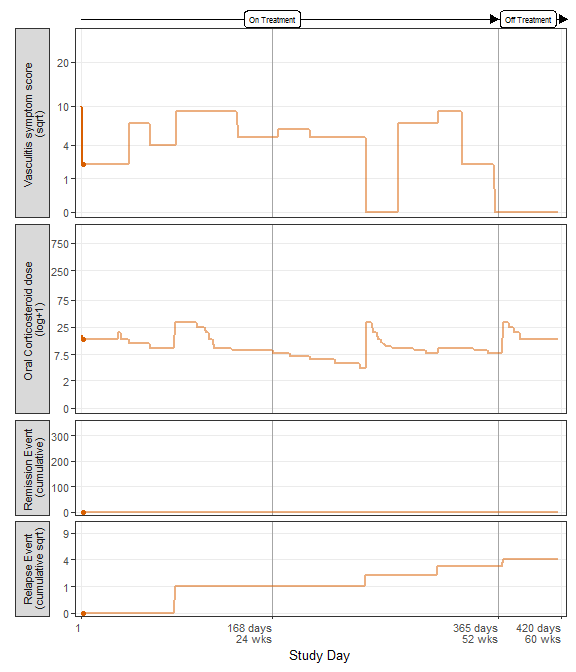 On Treatment
Off Treatment
Vasculitis symptom score
(sqrt)
20
10
4
1
0
Oral Corticosteroid dose
(log+1)
750
250
75
25
7.5
2
0
Remission Event
(cumulative)
300
200
100
0
Relapse Event
(cumulative sqrt)
9
4
1
0
1
168 days
24 wks
365 days
52 wks
420 days
60 wks
Study Day